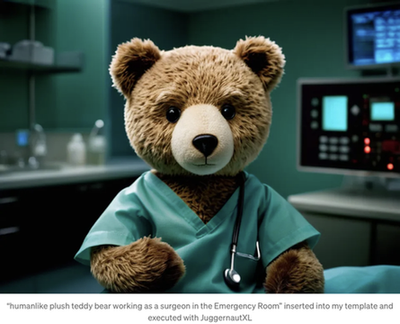 "humanlike plush teddy bear working as a surgeon in the Emergency Room" inserted into my template and
executed with JuggernautXL